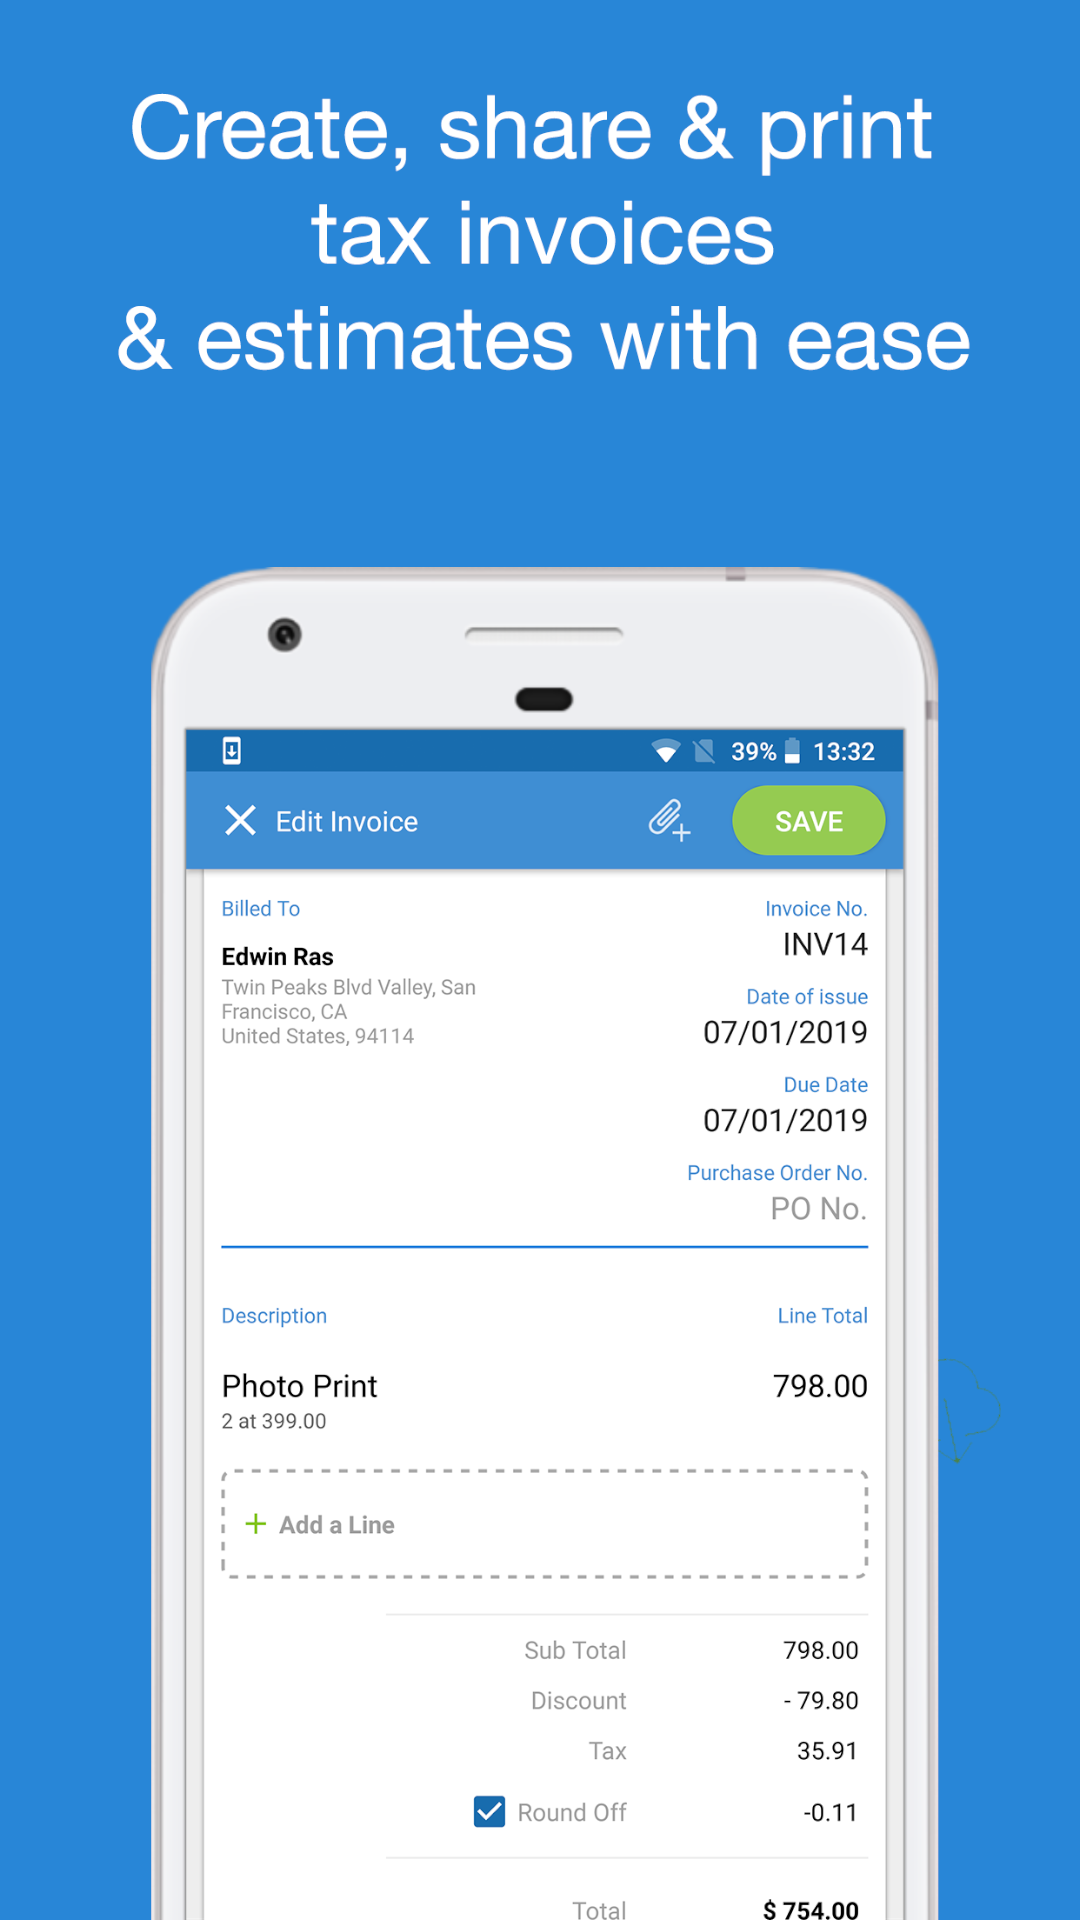 Create, share & print
tax invoices
& estimates with ease
39% 13:32
Edit Invoice
SAVE
Billed To
Edwin Ras
Twin Peaks Blvd Valley, San
Francisco, CA
United States, 94114
Invoice No.
INV14
Date of issue
07/01/2019
Due Date
07/01/2019
Purchase Order No.
PO No.
Description Line Total
Photo Print 798.00
2 at 399.00
+ Add a Line
Sub Total 798.00
Discount - 79.80
Tax 35.91
Round Off -0.11
Total $ 754.00